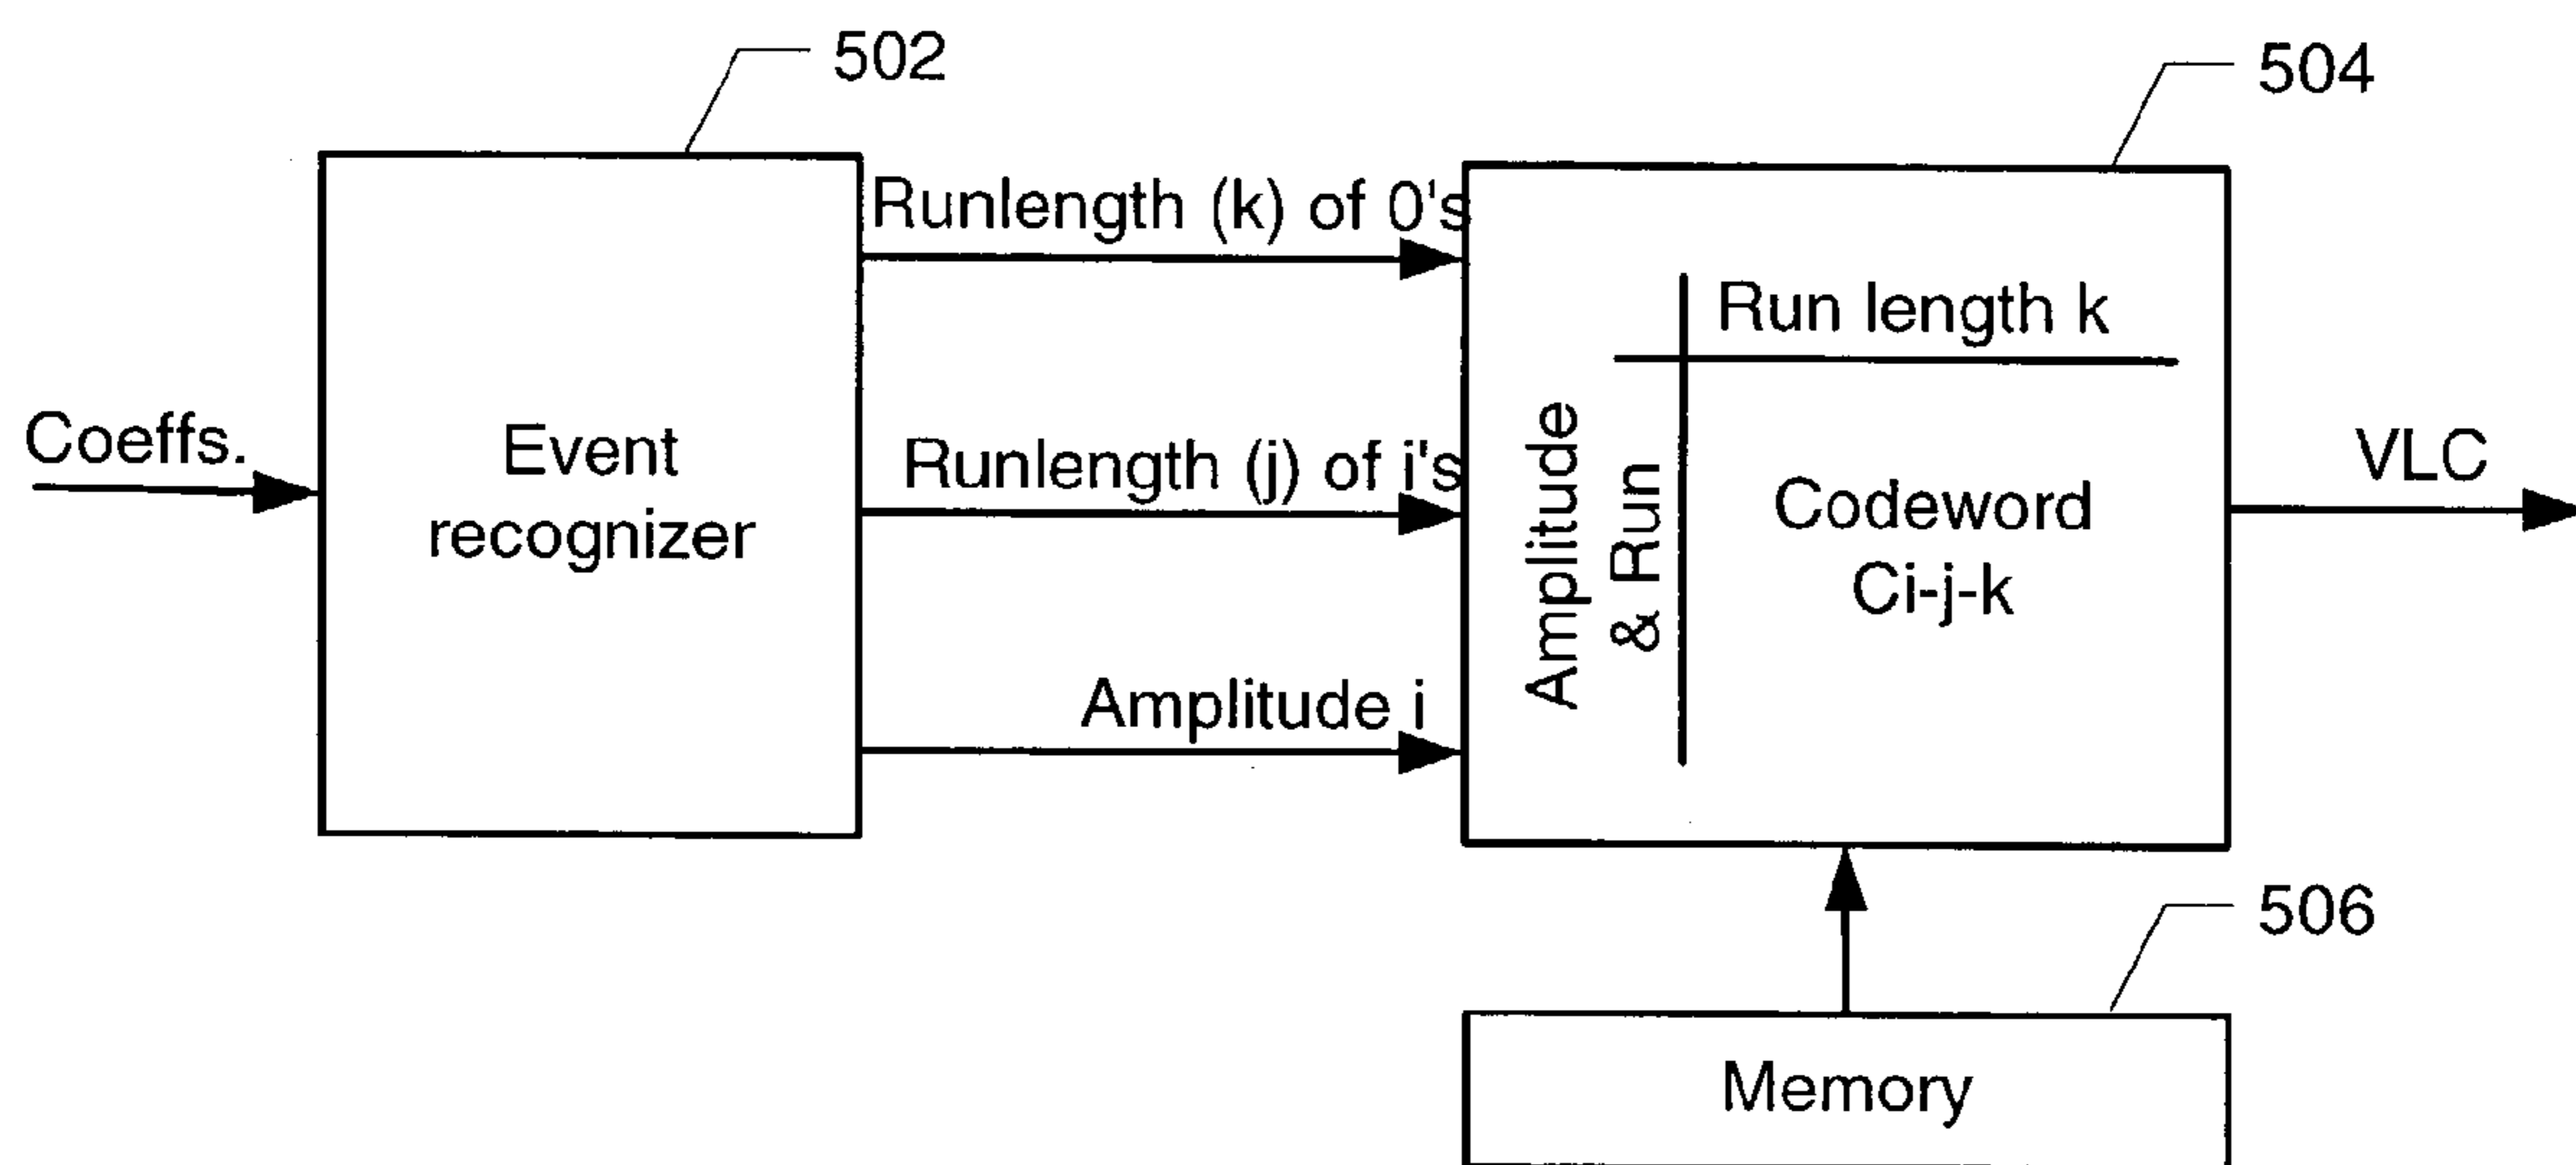 502
504
Runlength (k) of 0's
Run length k
Coeffs.
Event
recognizer
Runlength (j) of i's
Amplitude
& Run
Codeword
Ci-j-k
VLC
Amplitude i
506
Memory